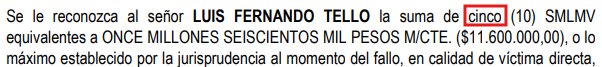 Se le reconozca al señor LUIS FERNANDO TELLO la suma de cinco (10) SMLMV
equivalentes a ONCE MILLONES SEISCIENTOS MIL PESOS M/CTE. ($11.600.000,00), o lo
máximo establecido por la jurisprudencia al momento del fallo, en calidad de víctima directa,